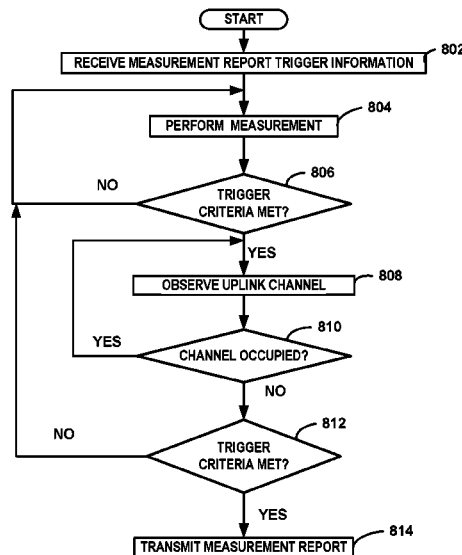 START
802
RECEIVE MEASUREMENT REPORT TRIGGER INFORMATION
804
PERFORM MEASUREMENT
806
NO
TRIGGER
CRITERIA MET?
YES
808
OBSERVE UPLINK CHANNEL
810
YES
CHANNEL OCCUPIED?
NO
812
NO
TRIGGER
CRITERIA MET?
YES
814
TRANSMIT MEASUREMENT REPORT